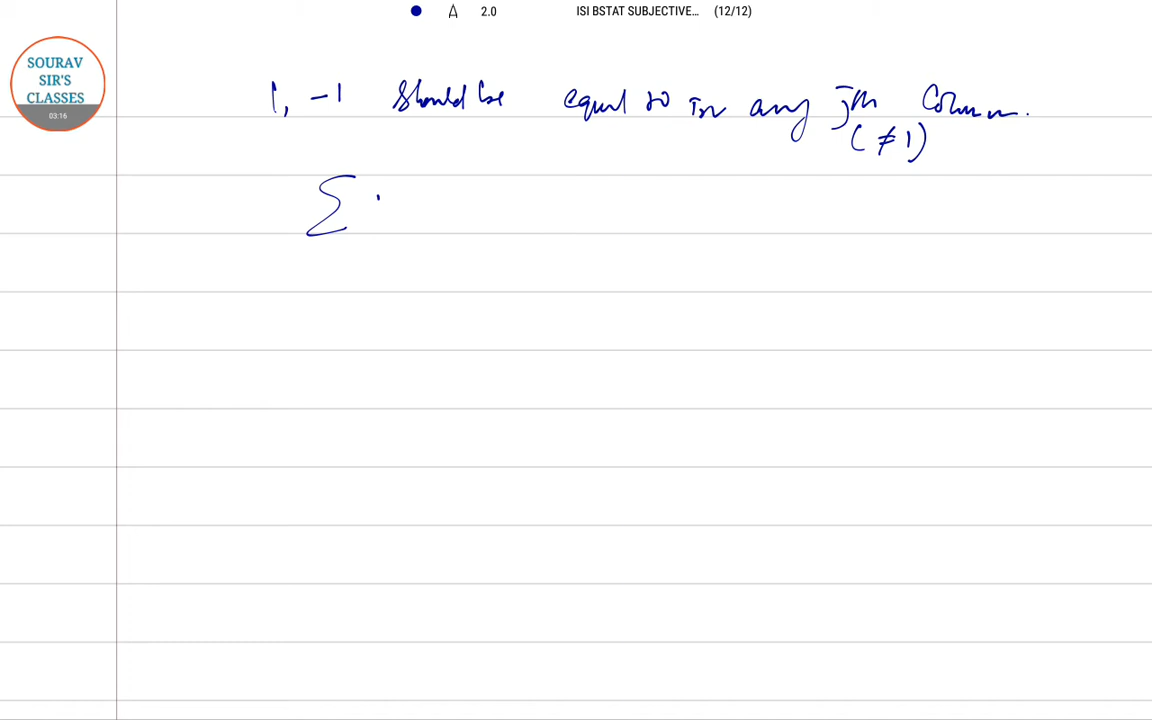 2.0 ISI BSTAT SUBJECTIVE... (12/12)
SOURAV
SIR'S
CLASSES
03:16
1, -1 should be equal no in any jth column.
(≠1)
Σ